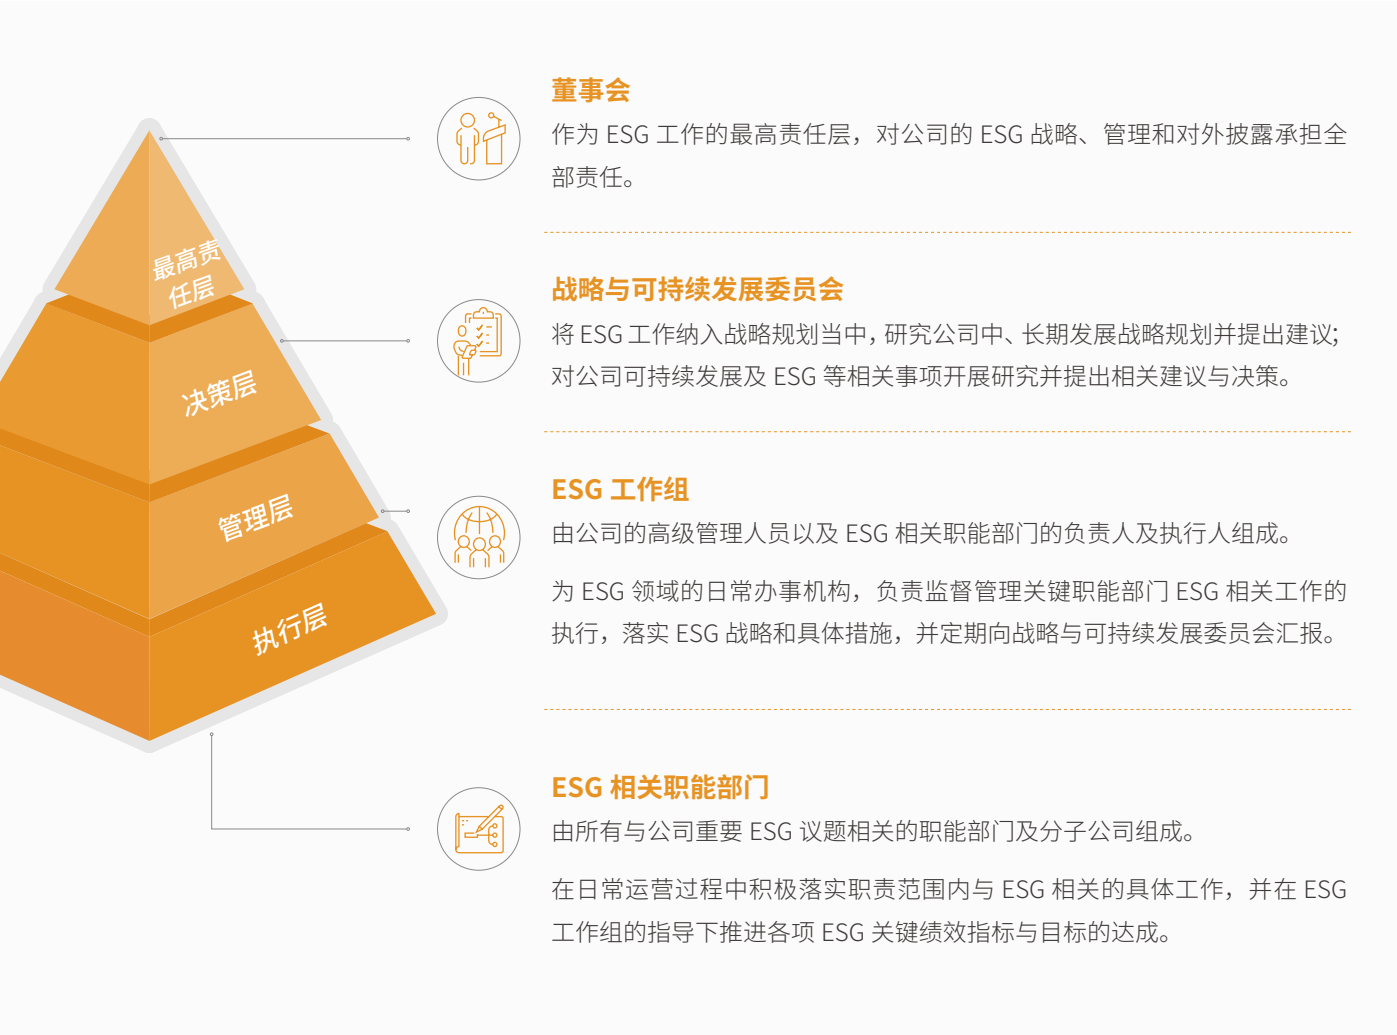 董事会
作为 ESG 工作的最高责任层，对公司的 ESG 战略、管理和对外披露承担全
部责任。
最高责
任层
战略与可持续发展委员会
将 ESG 工作纳入战略规划当中，研究公司中、长期发展战略规划并提出建议；
对公司可持续发展及 ESG 等相关事项开展研究并提出相关建议与决策。
决策层
ESG 工作组
由公司的高级管理人员以及 ESG 相关职能部门的负责人及执行人组成。
为 ESG 领域的日常办事机构，负责监督管理关键职能部门 ESG 相关工作的
执行，落实 ESG 战略和具体措施，并定期向战略与可持续发展委员会汇报。
管理层
执行层
ESG 相关职能部门
由所有与公司重要 ESG 议题相关的职能部门及分子公司组成。
在日常运营过程中积极落实职责范围内与 ESG 相关的具体工作，并在 ESG
工作组的指导下推进各项 ESG 关键绩效指标与目标的达成。